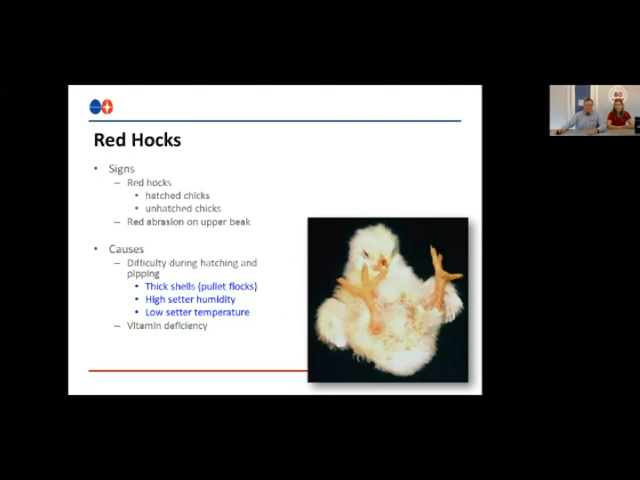 Red Hocks
• Signs
– Red hocks
• hatched chicks
• unhatched chicks
– Red abrasion on upper beak
• Causes
– Difficulty during hatching and
pipping
• Thick shells (pullet flocks)
• High setter humidity
• Low setter temperature
– Vitamin deficiency